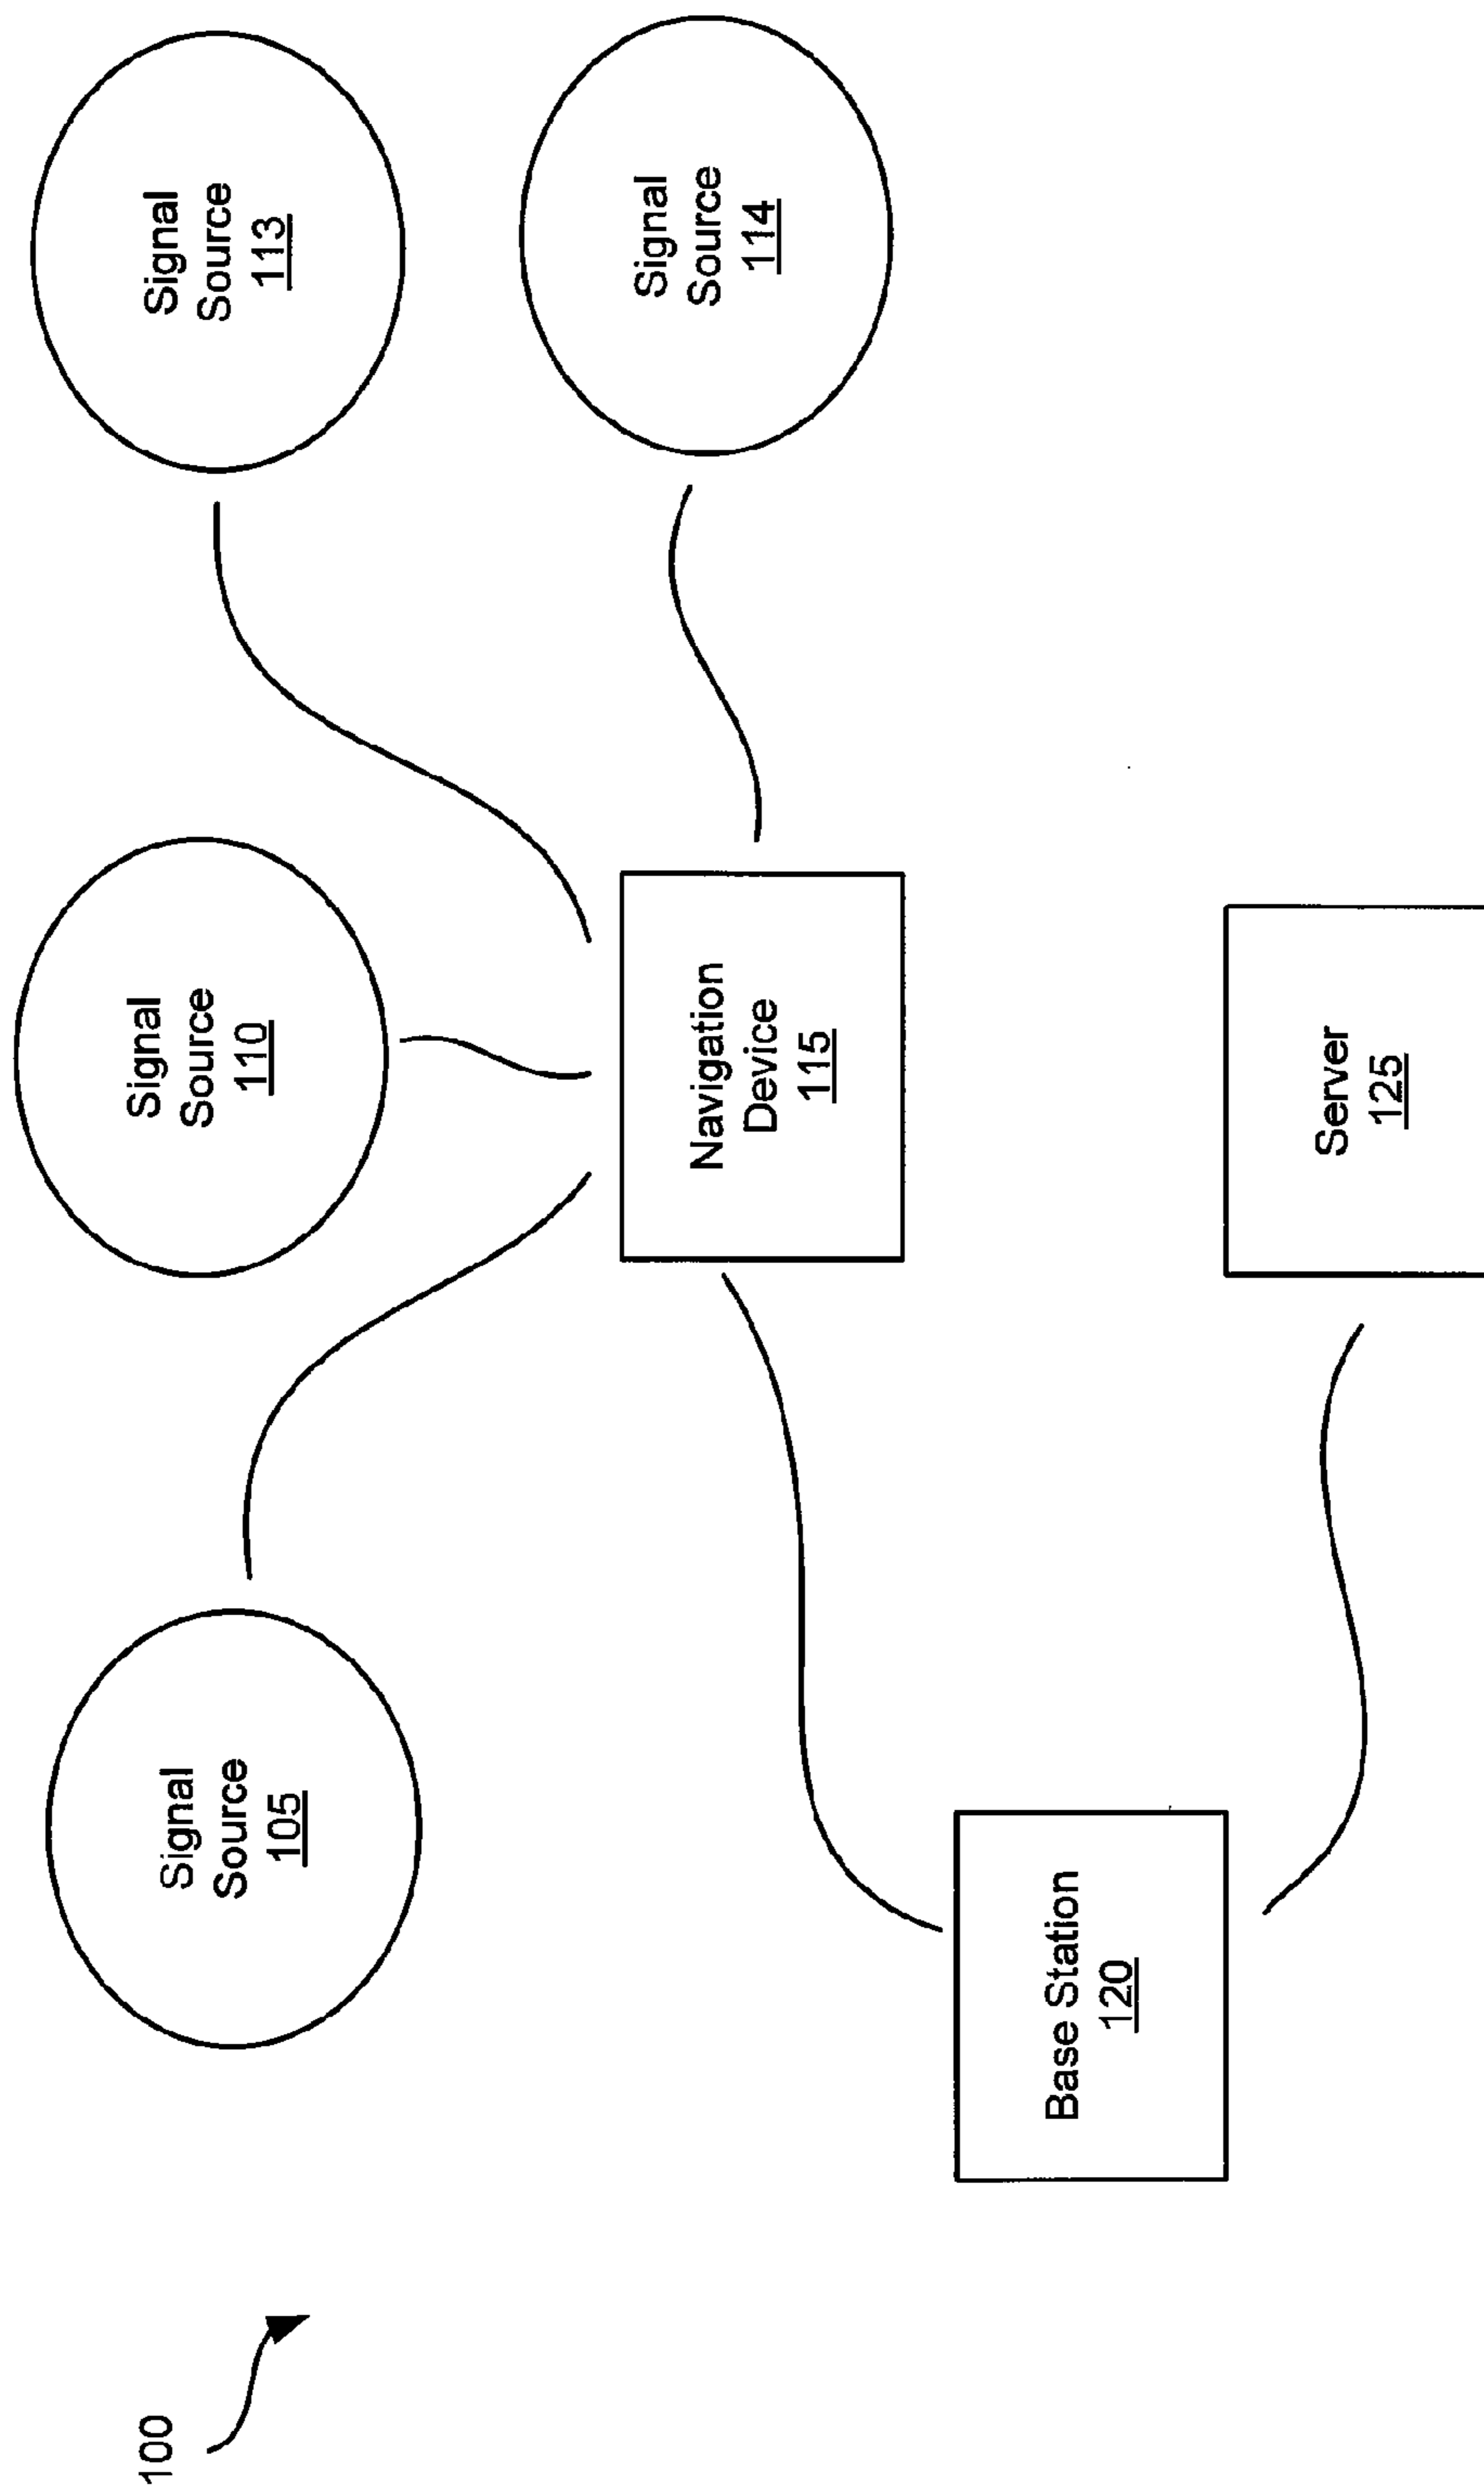 100
Signal
Source
105
Signal
Source
110
Signal
Source
113
Signal
Source
114
Navigation
Device
115
Base Station
120
Server
125